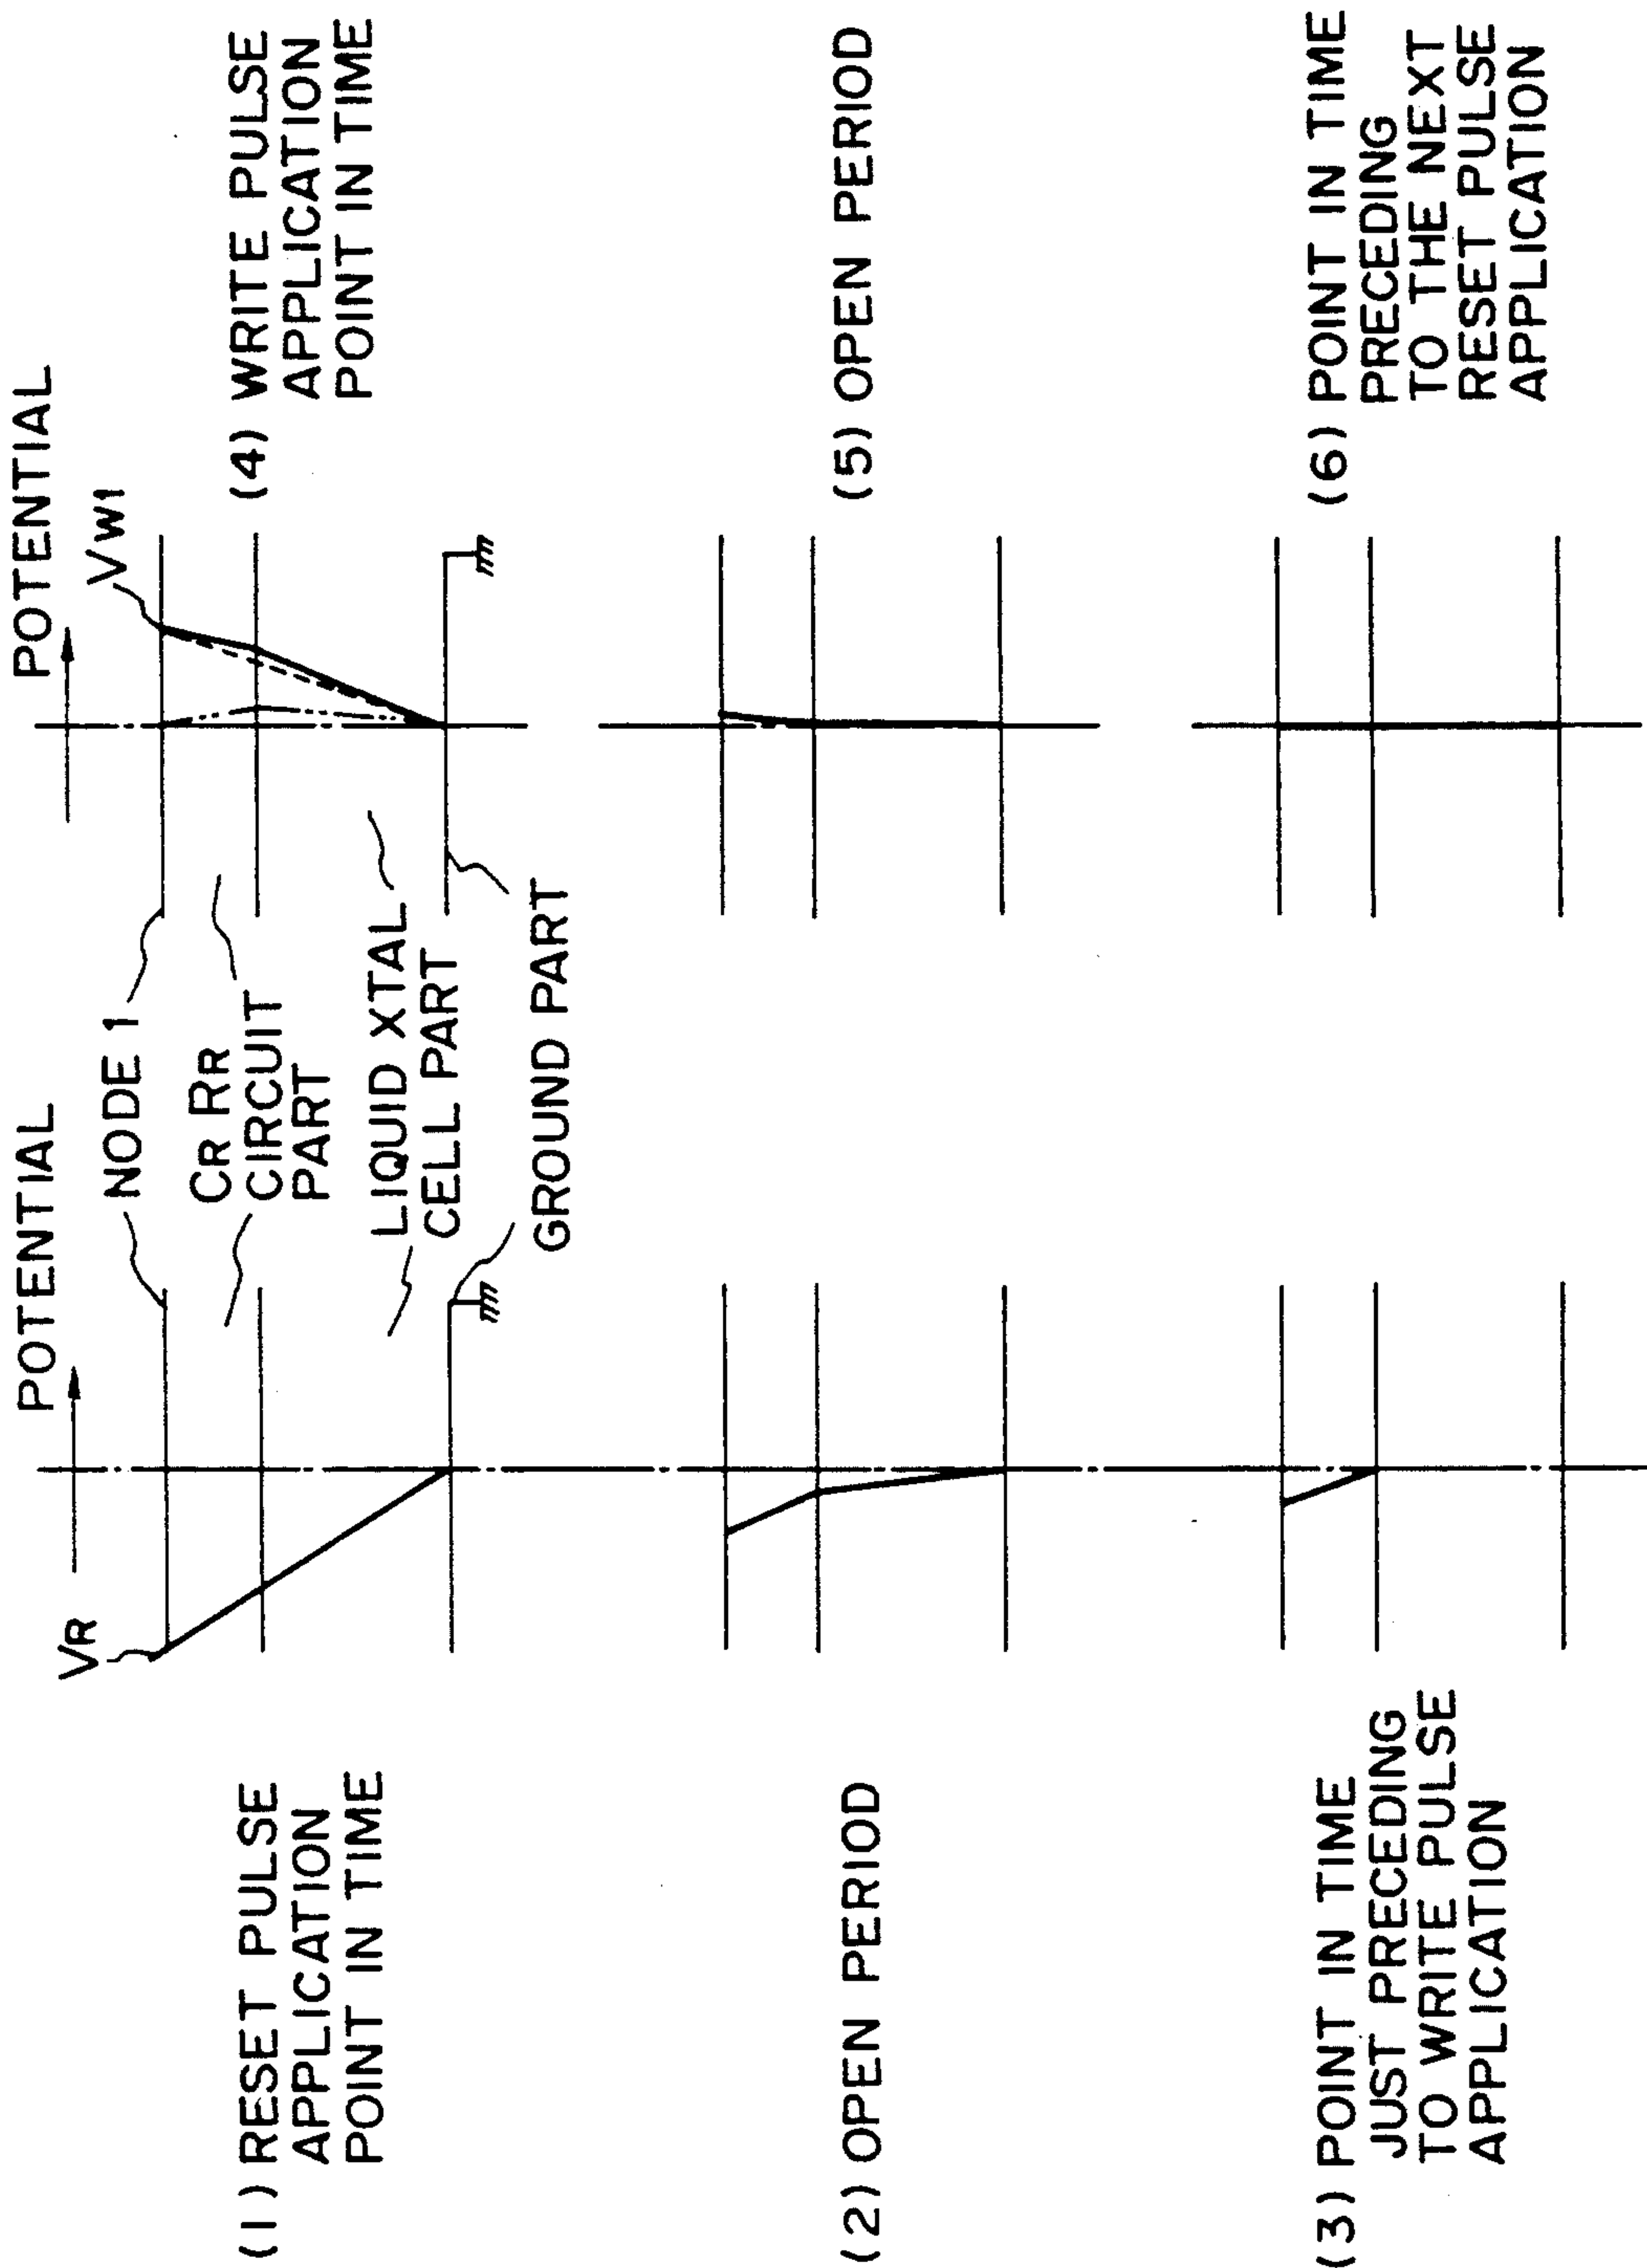 (1) RESET PULSE
APPLICATION
POINT IN TIME
VR
POTENTIAL
NODE 1
CR RR
CIRCUIT
PART
LIQUID XTAL
CELL PART
GROUND PART
(2) OPEN PERIOD
(3) POINT IN TIME
JUST PRECEDING
TO WRITE PULSE
APPLICATION
POTENTIAL
VW1
(4) WRITE PULSE
APPLICATION
POINT IN TIME
(5) OPEN PERIOD
(6) POINT IN TIME
PRECEDING
TO THE NEXT
RESET PULSE
APPLICATION